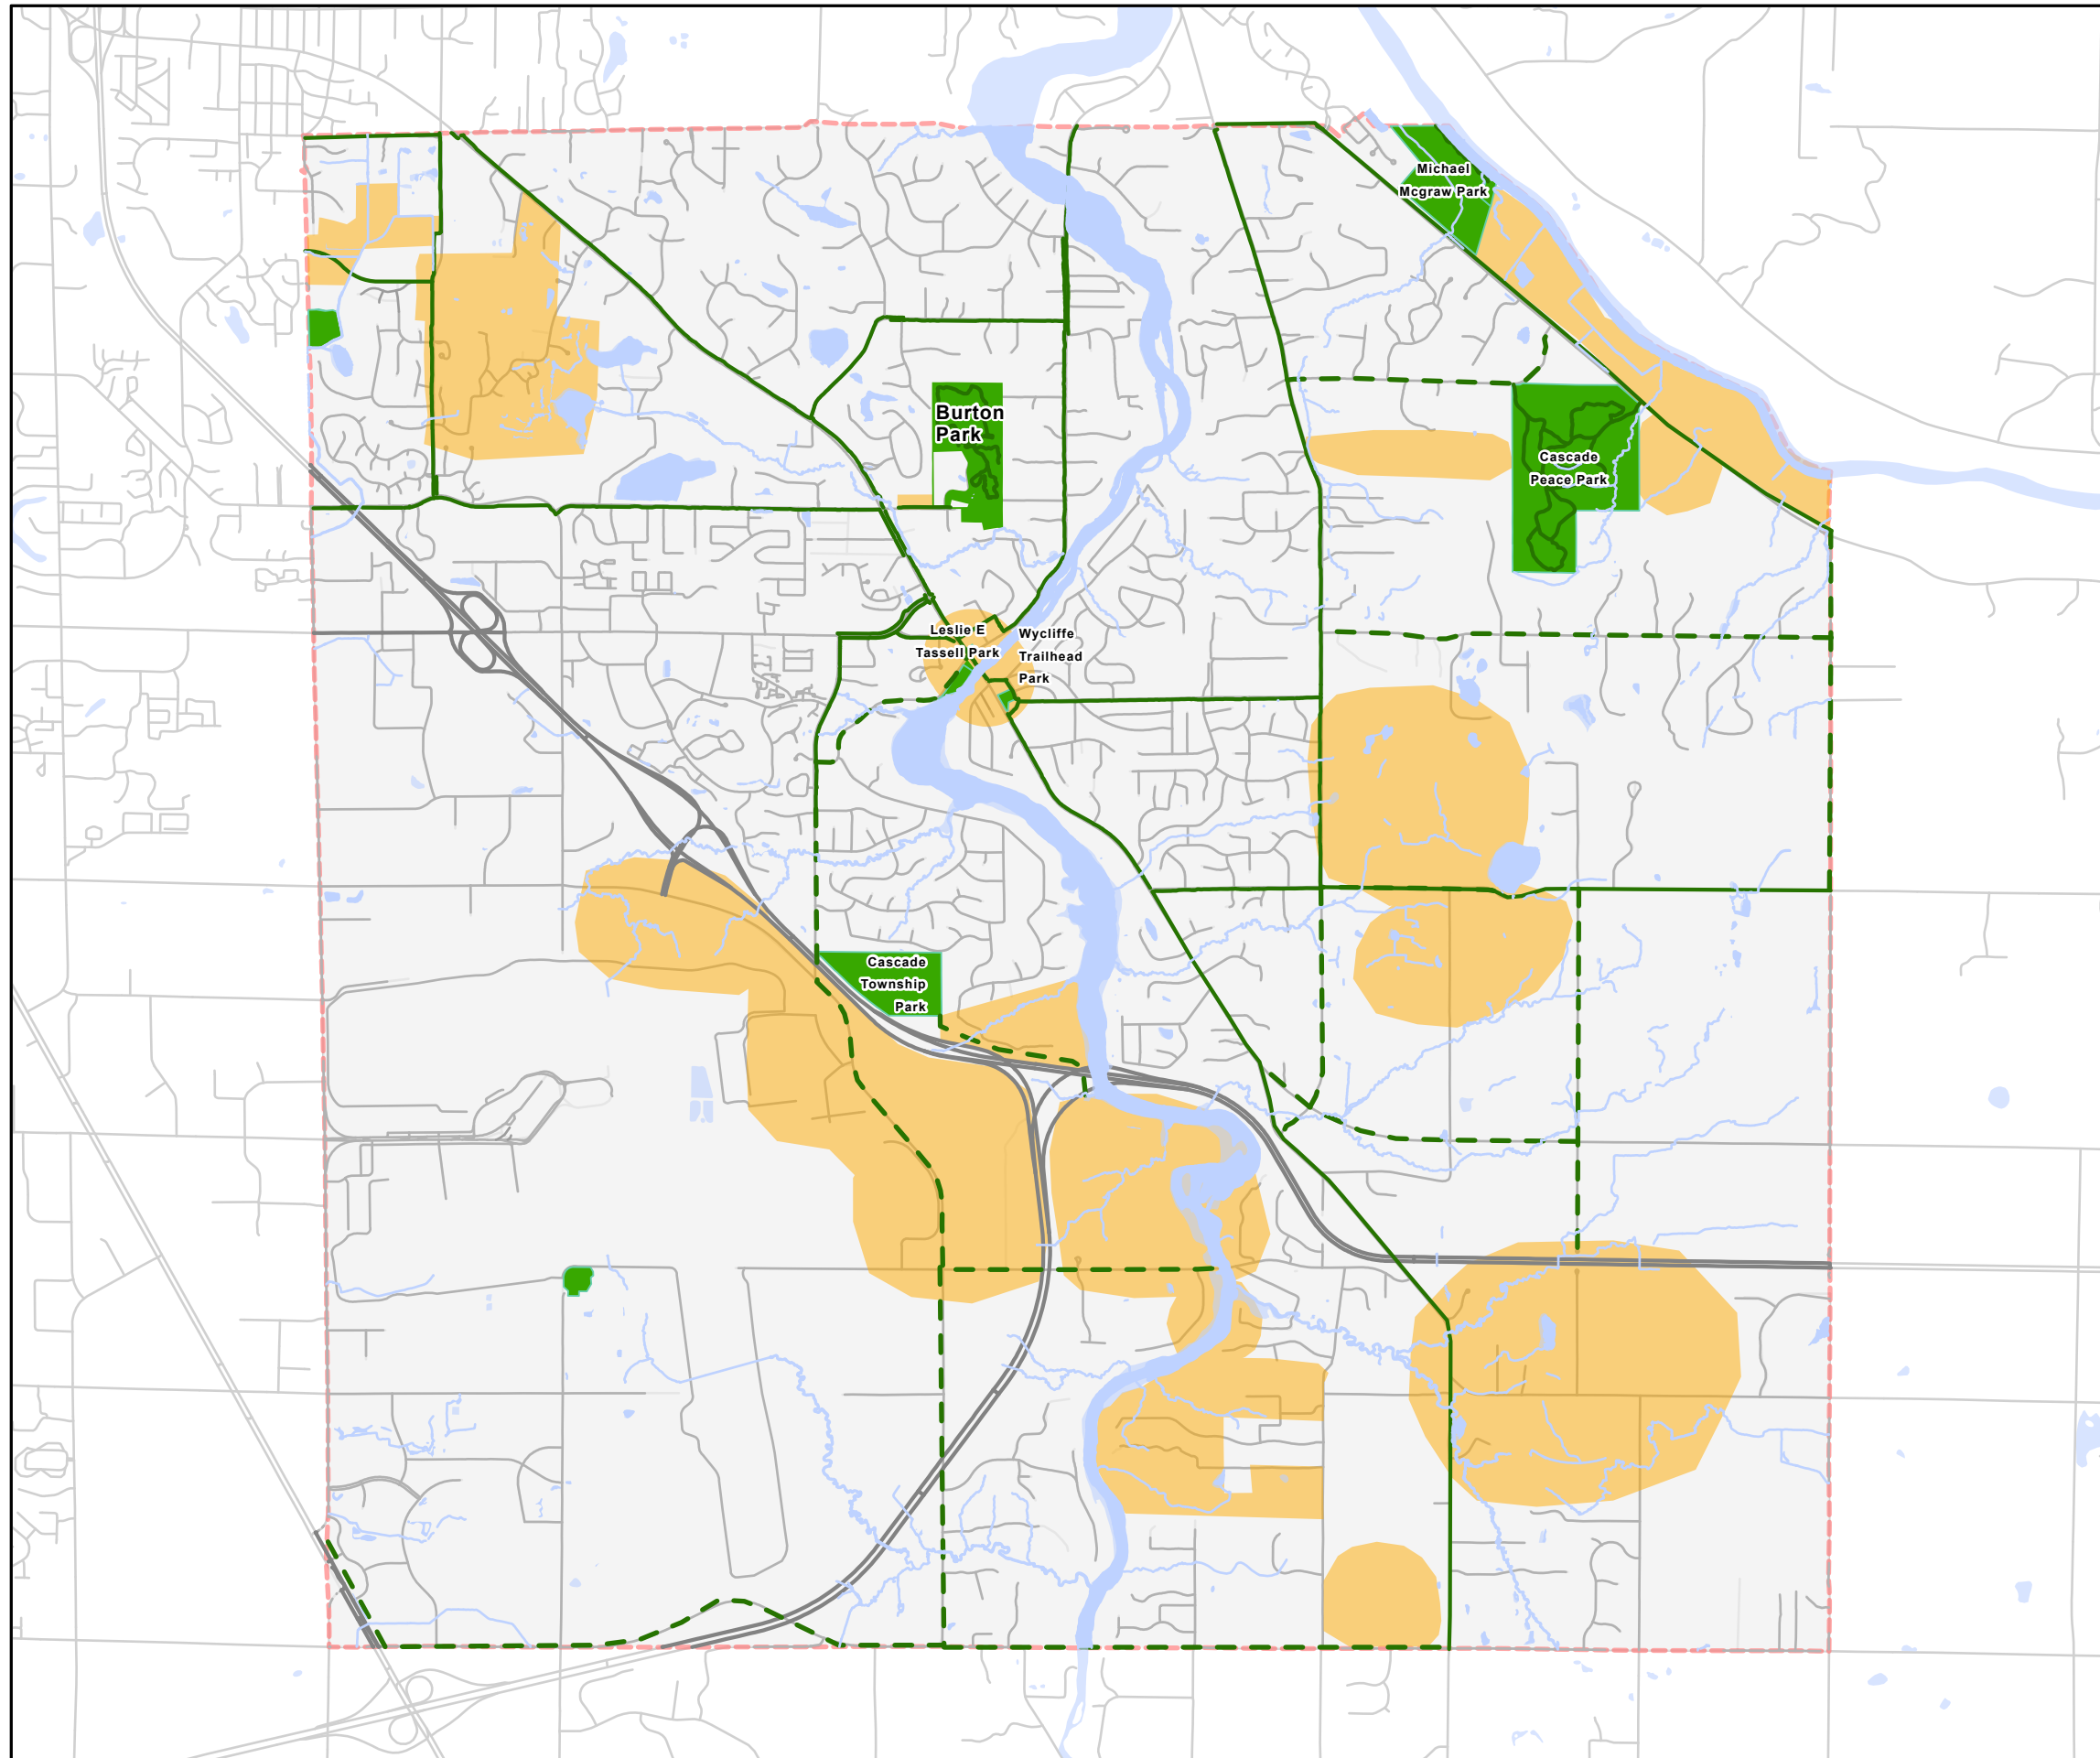 Michael
Mcgraw Park
Burton
Park
Cascade
Peace Park
Leslie E
Tassell Park
Wycliffe
Trailhead
Park
Cascade
Township
Park